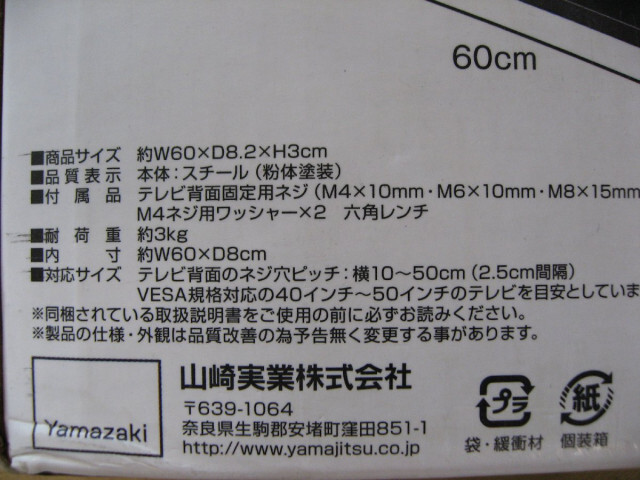 60cm
■商品サイズ 約W60×D8.2×H3cm
■品質表示 本体：スチール（粉体塗装）
■付属品 テレビ背面固定用ネジ（M4×10mm・M6×10mm・M8×15mm
M4ネジ用ワッシャー×2 六角レンチ
■耐荷重 約3kg
■内寸 約W60×D8cm
■対応サイズ テレビ背面のネジ穴ピッチ：横10～50cm（2.5cm間隔）
VESA規格対応の40インチ～50インチのテレビを目安としていま
※同梱されている取扱説明書をご使用の前に必ずお読みください。
※製品の仕様・外観は品質改善の為予告無く変更する事があります。
Yamazaki
山崎実業株式会社
〒639-1064
奈良県生駒郡安堵町窪田851-1
http://www.yamajitsu.co.jp
プラ
袋・緩衝材
紙
個装箱